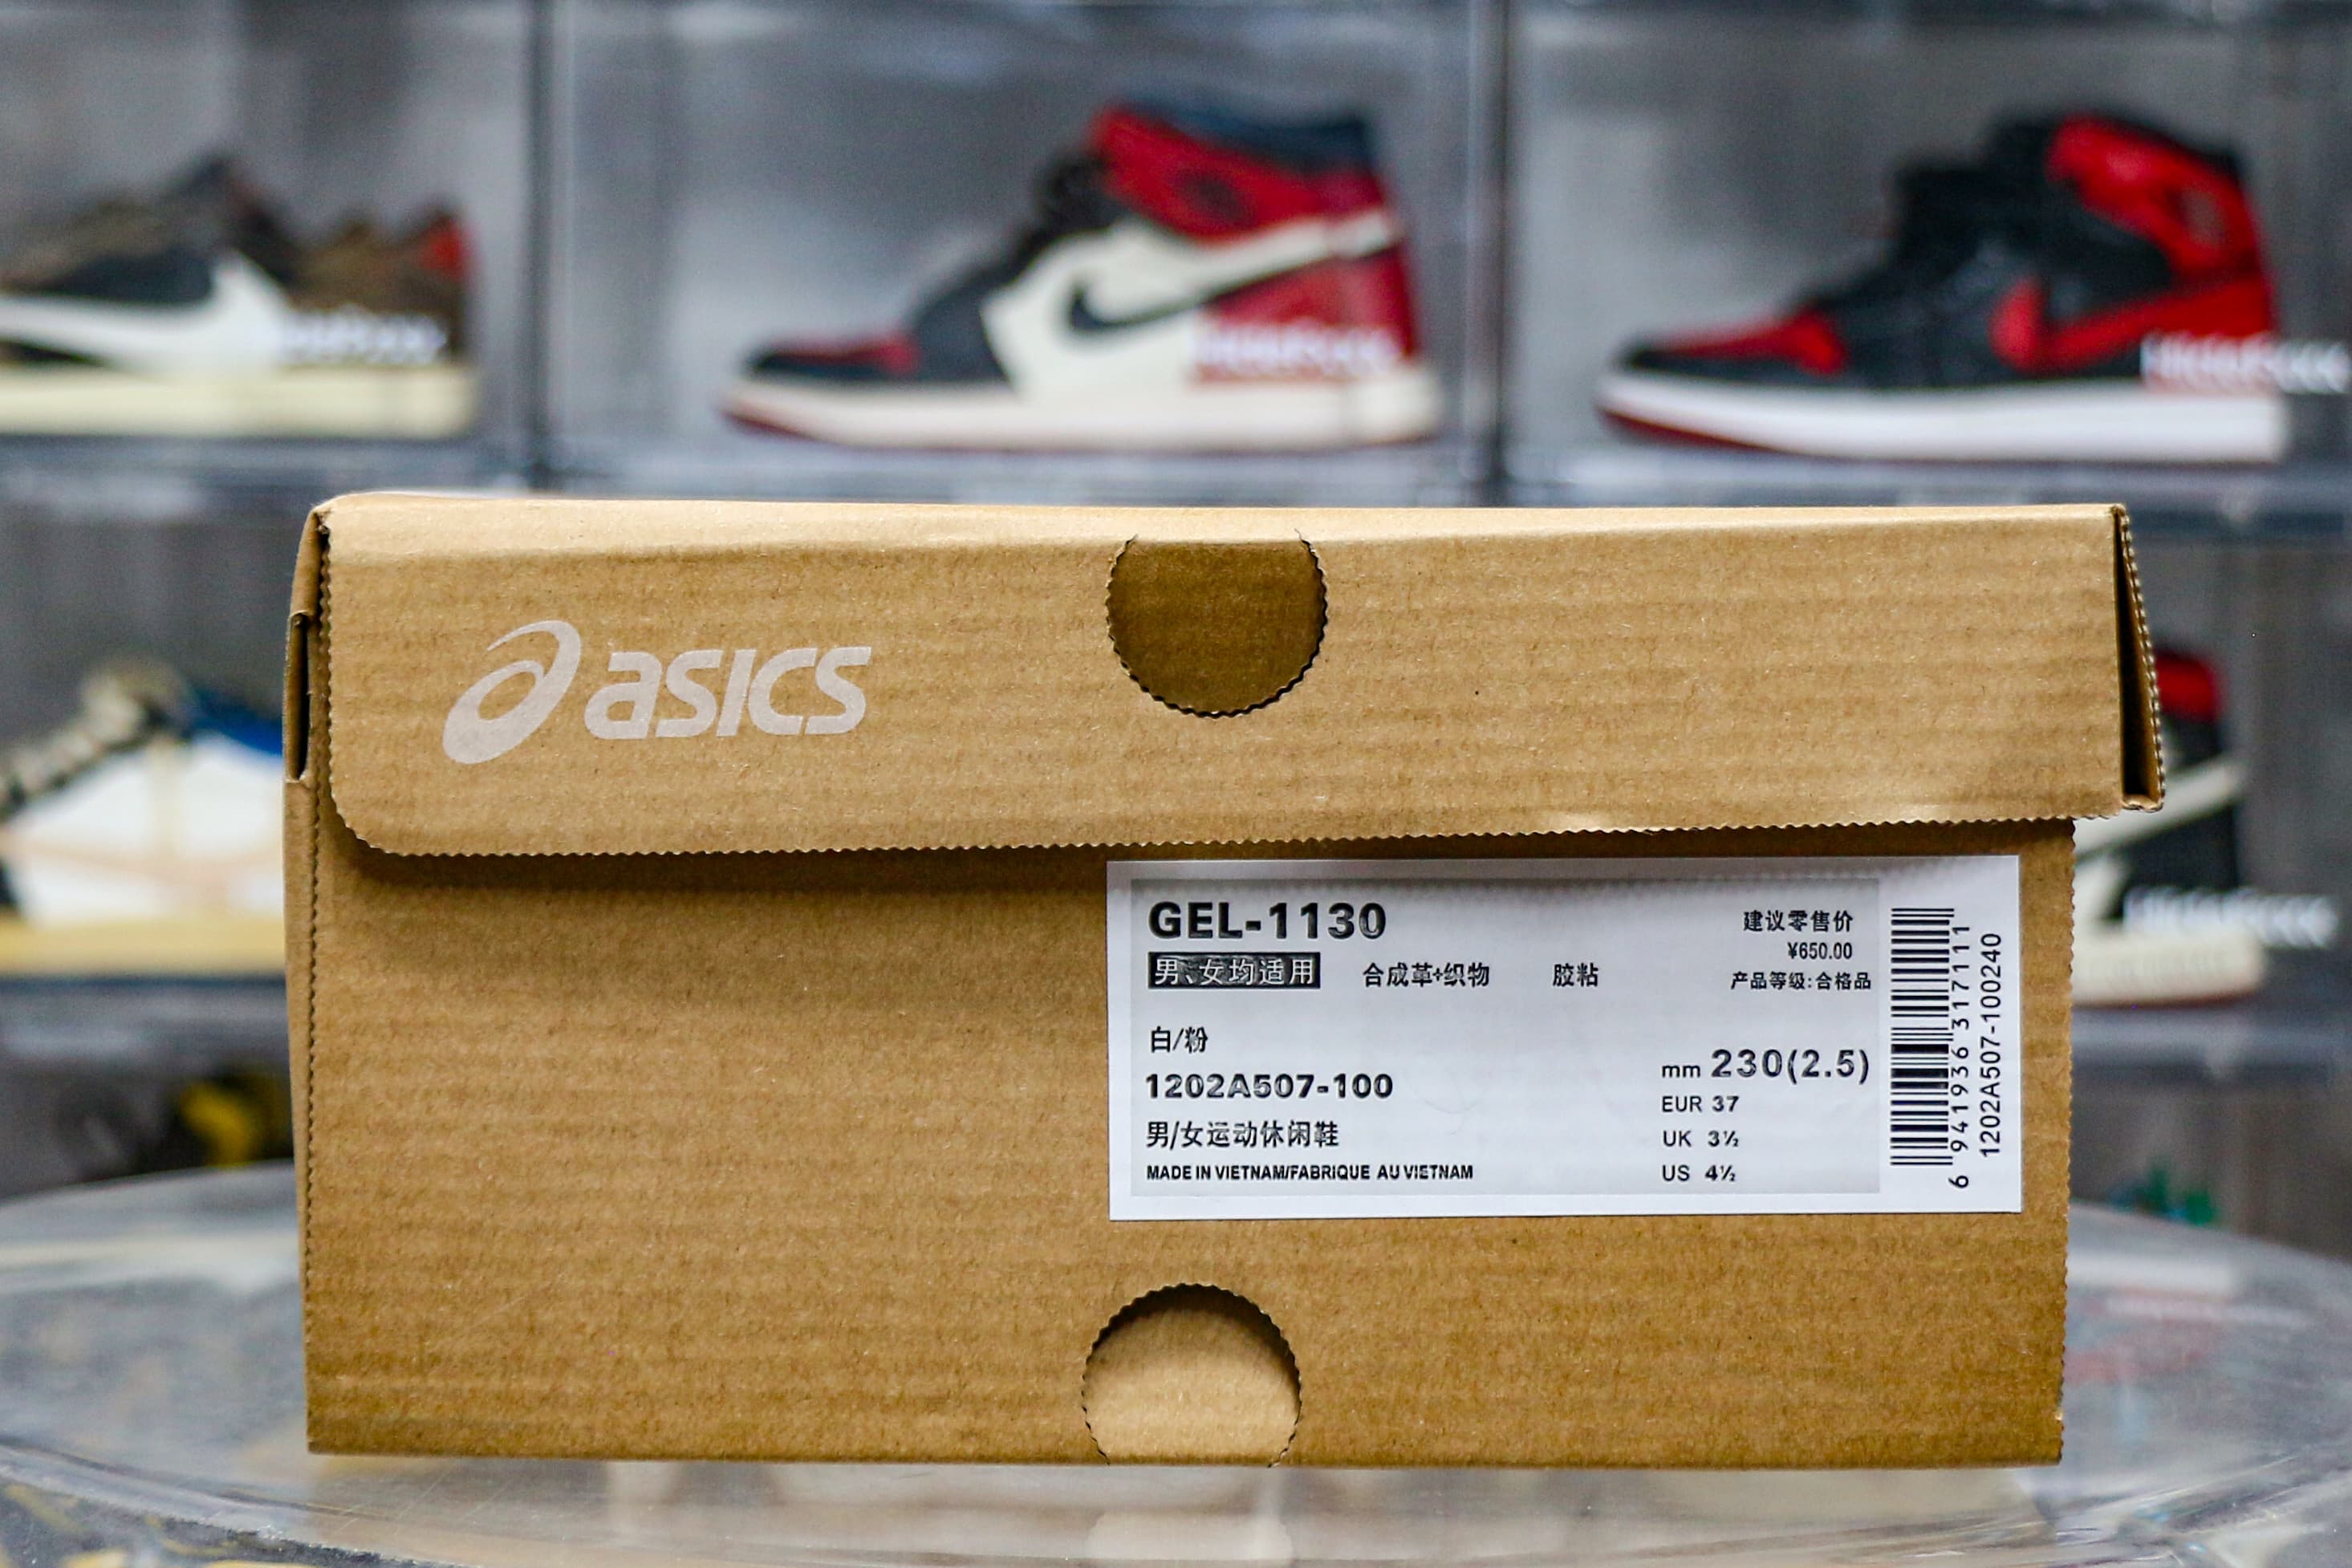 asics
GEL-1130
男、女均适用
合成革+织物
胶粘
建议零售价
¥650.00
产品等级:合格品
白/粉
1202A507-100
男/女运动休闲鞋
MADE IN VIETNAM/FABRIQUE AU VIETNAM
mm 230(2.5)
EUR 37
UK 3½
US 4½
6 941936 317111
1202A507-100240